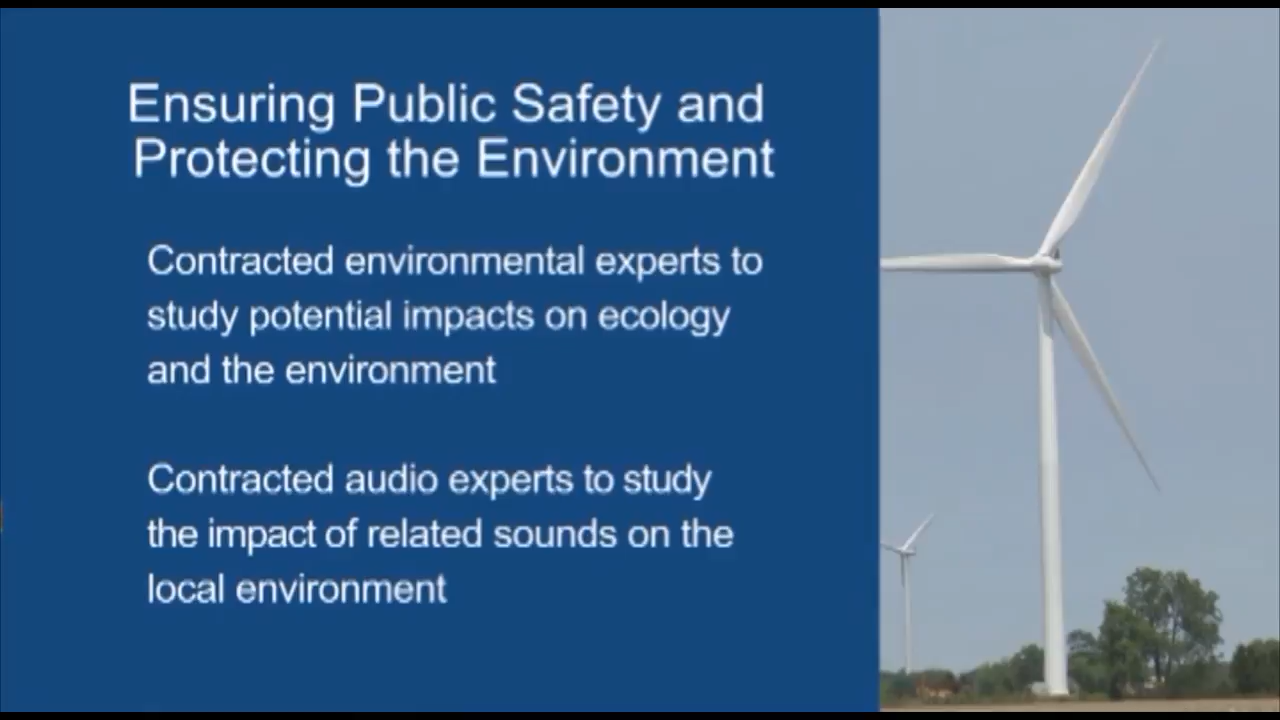 Ensuring Public Safety and
Protecting the Environment
Contracted environmental experts to
study potential impacts on ecology
and the environment
Contracted audio experts to study
the impact of related sounds on the
local environment